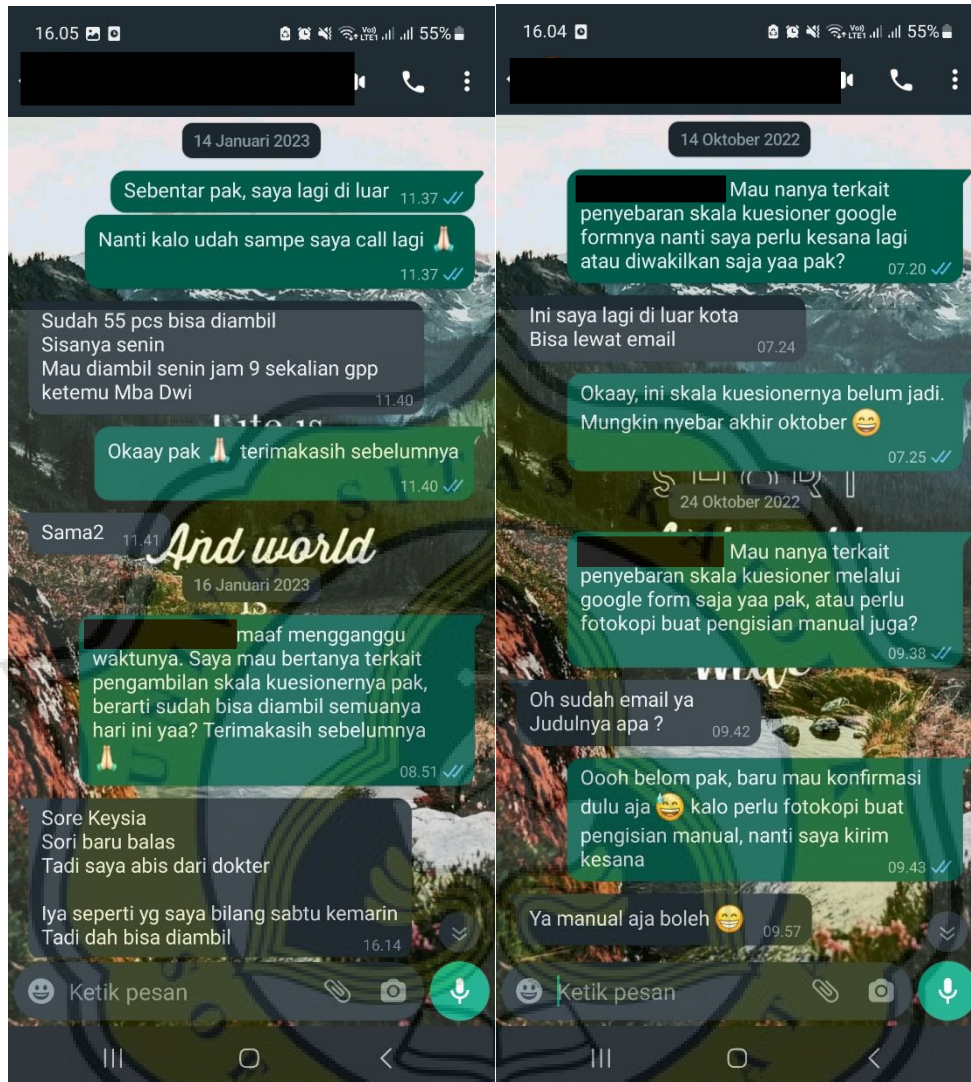 16.05
55%
14 Januari 2023
Sebentar pak, saya lagi di luar 11.37
Nanti kalo udah sampe saya call lagi 🙏
11.37
Sudah 55 pcs bisa diambil
Sisanya senin
Mau diambil senin jam 9 sekalian gpp
ketemu Mba Dwi
11.40
Okaay pak 🙏 terimakasih sebelumnya
11.40
Sama2 11.41
And world
16 Januari 2023
is
maaf mengganggu
waktunya. Saya mau bertanya terkait
pengambilan skala kuesionernya pak,
berarti sudah bisa diambil semuanya
hari ini yaa? Terimakasih sebelumnya
🙏
08.51
Sore Keysia
Sori baru balas
Tadi saya abis dari dokter
Iya seperti yg saya bilang sabtu kemarin
Tadi dah bisa diambil 16.14
Ketik pesan
16.04
55%
14 Oktober 2022
Mau nanya terkait
penyebaran skala kuesioner google
formnya nanti saya perlu kesana lagi
atau diwakilkan saja yaa pak? 07.20
Ini saya lagi di luar kota
Bisa lewat email 07.24
Okaay, ini skala kuesionernya belum jadi.
Mungkin nyebar akhir oktober 😄
07.25
SHORT
24 Oktober 2022
Mau nanya terkait
penyebaran skala kuesioner melalui
google form saja yaa pak, atau perlu
fotokopi buat pengisian manual juga?
09.38
Oh sudah email ya
Judulnya apa ? 09.42
Oooh belom pak, baru mau konfirmasi
dulu aja 😅 kalo perlu fotokopi buat
pengisian manual, nanti saya kirim
kesana 09.43
Ya manual aja boleh 😁 09.57
Ketik pesan